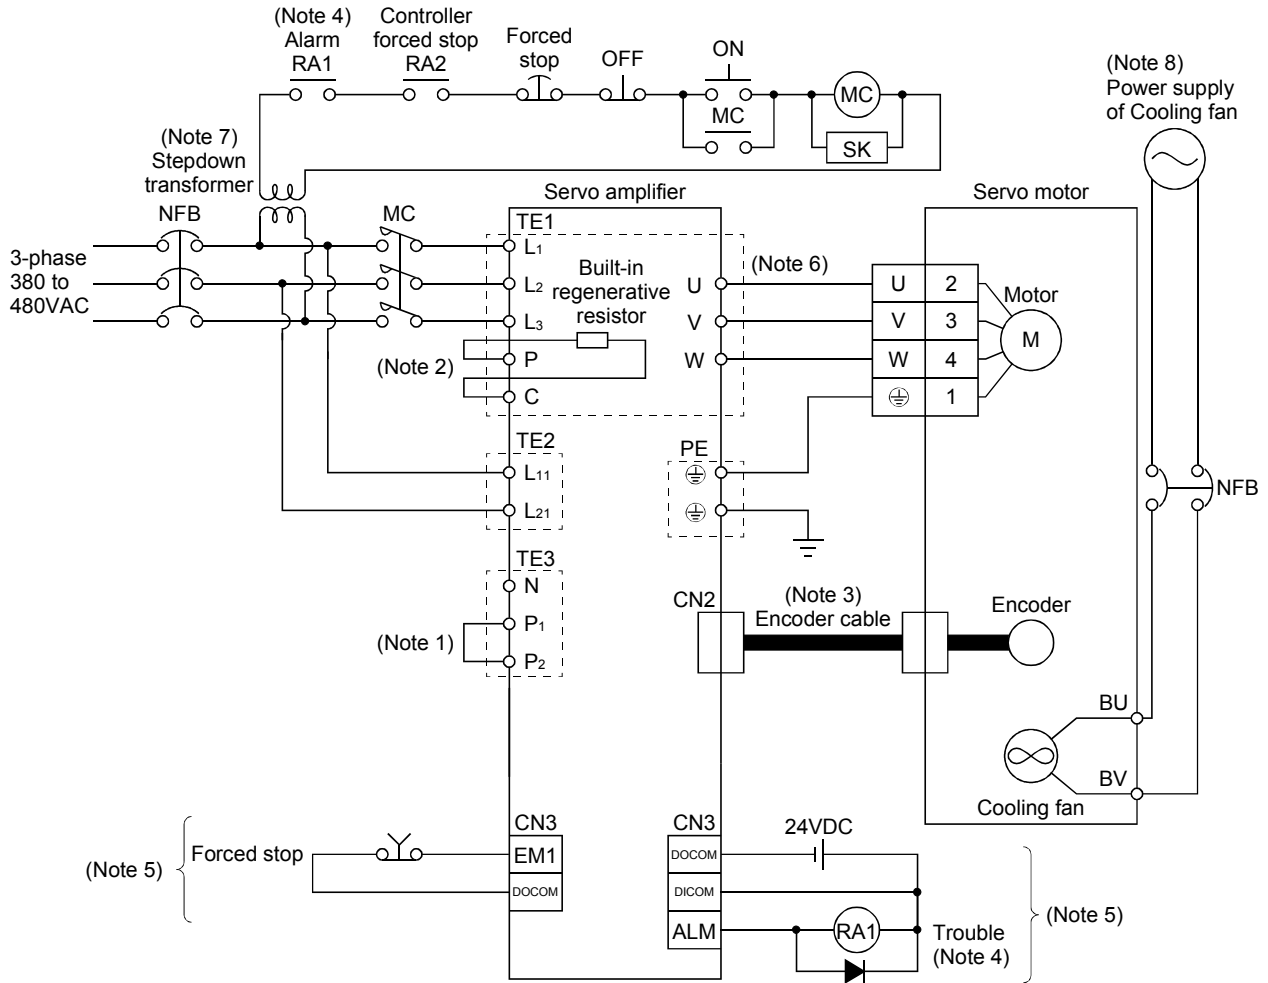 (Note 4)
Alarm
RA1
Controller
forced stop
RA2
Forced
stop
OFF
ON
MC
MC
SK
(Note 8)
Power supply
of Cooling fan
(Note 7)
Stepdown
transformer
NFB
MC
3-phase
380 to
480VAC
Servo amplifier
Servo motor
TE1
L1
L2
L3
P
C
Built-in
regenerative
resistor
U
V
W
(Note 6)
(Note 2)
U 2
V 3
W 4
1
Motor
M
TE2
L11
L21
PE
NFB
TE3
N
P1
P2
(Note 1)
CN2
(Note 3)
Encoder cable
Encoder
BU
BV
Cooling fan
(Note 5)
Forced stop
CN3
EM1
DOCOM
CN3
DOCOM
DICOM
ALM
24VDC
RA1
Trouble
(Note 4)
(Note 5)